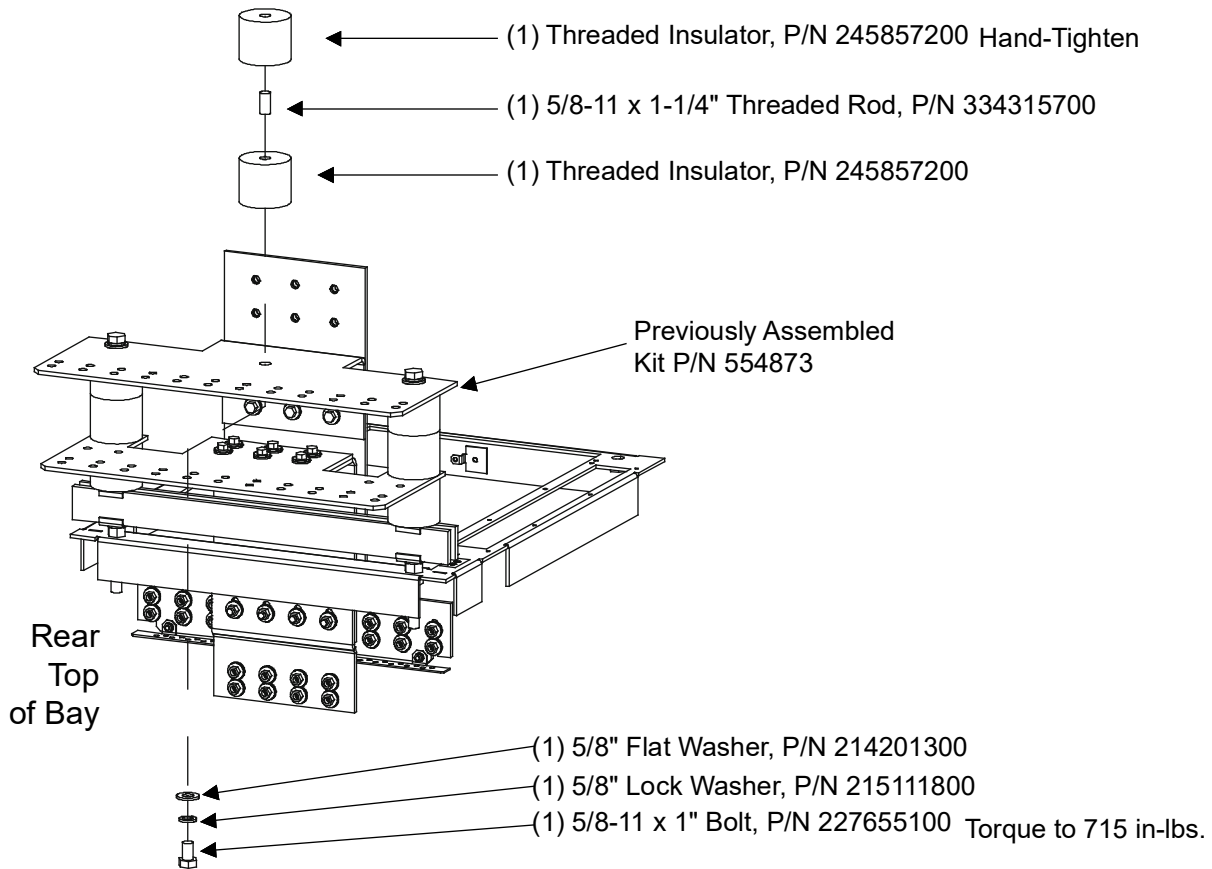 (1) Threaded Insulator, P/N 245857200 Hand-Tighten
(1) 5/8-11 x 1-1/4" Threaded Rod, P/N 334315700
(1) Threaded Insulator, P/N 245857200
Previously Assembled
Kit P/N 554873
Rear
Top
of Bay
(1) 5/8" Flat Washer, P/N 214201300
(1) 5/8" Lock Washer, P/N 215111800
(1) 5/8-11 x 1" Bolt, P/N 227655100 Torque to 715 in-lbs.